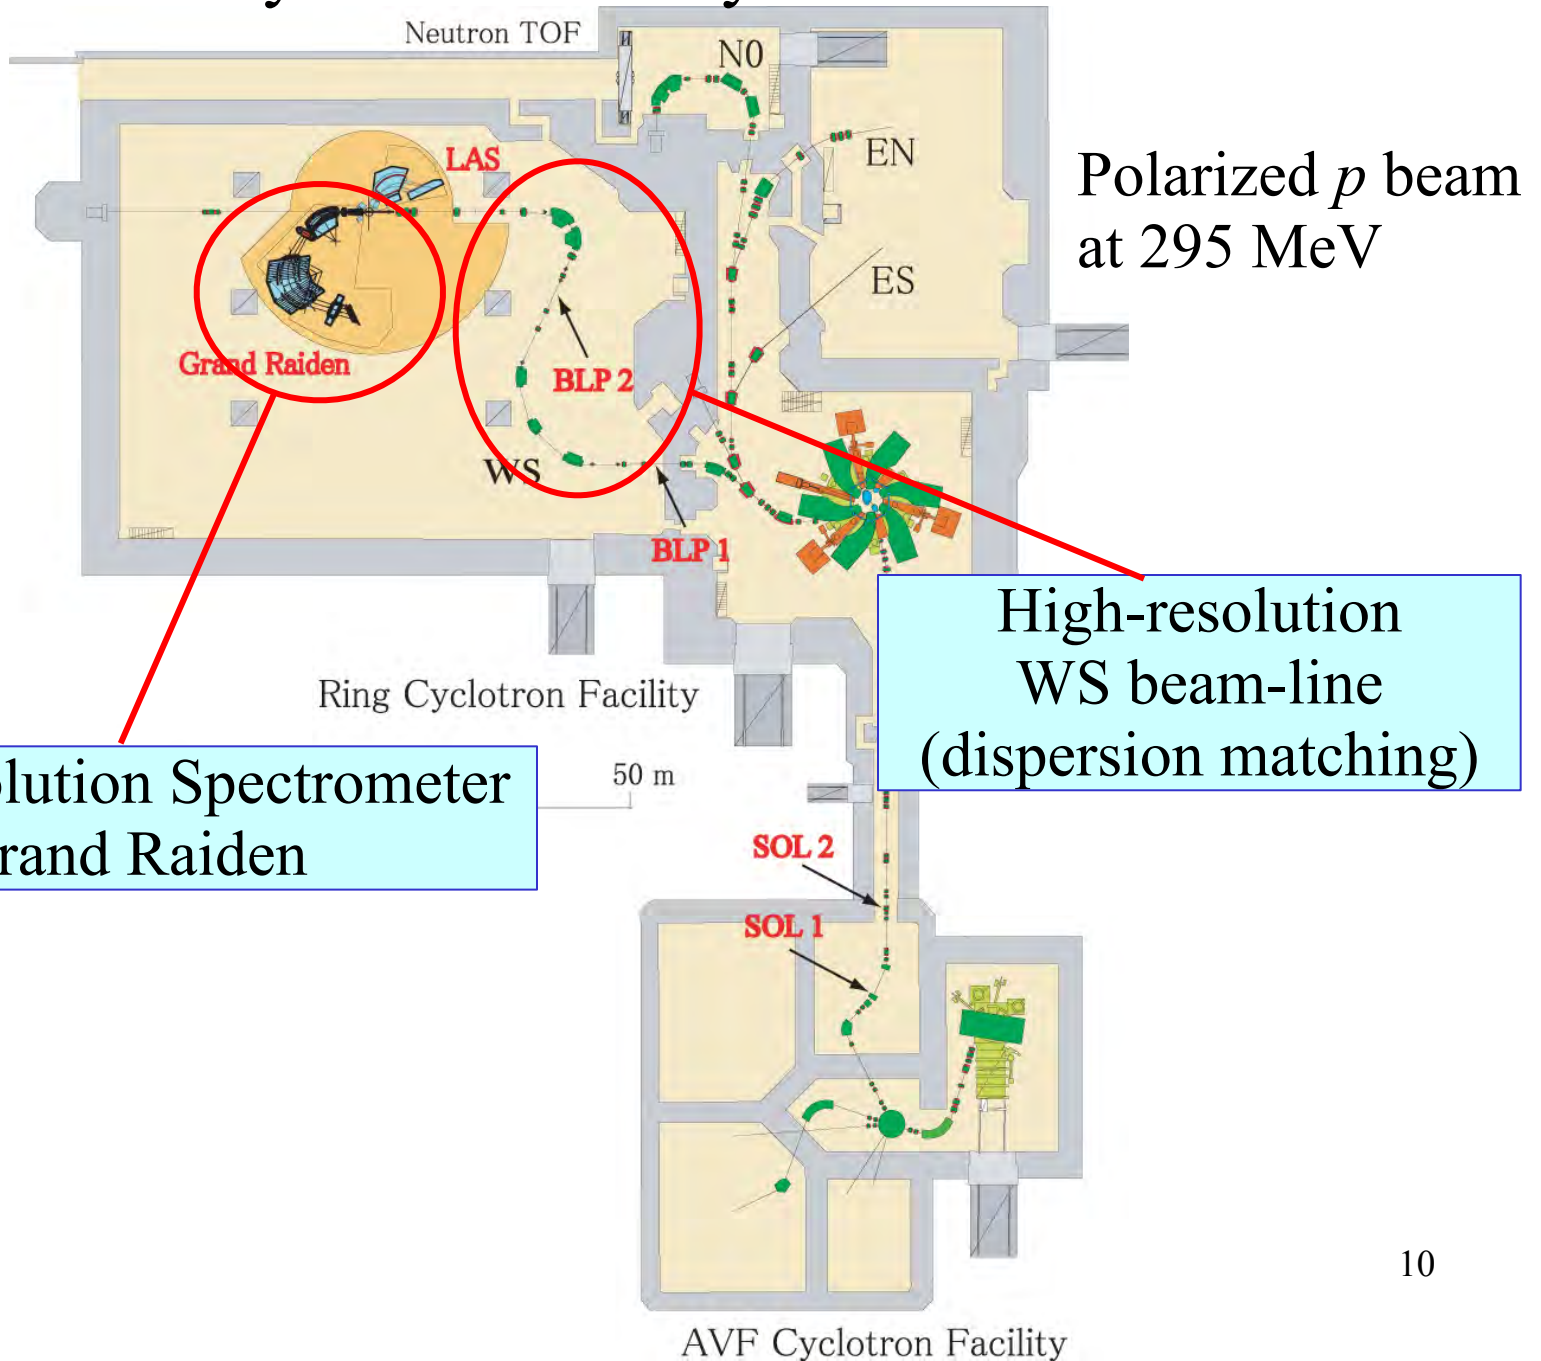 Neutron TOF
N0
LAS
EN
Polarized p beam
at 295 MeV
ES
Grand Raiden
BLP 2
WS
BLP 1
High-resolution
WS beam-line
(dispersion matching)
Ring Cyclotron Facility
50 m
Spectrometer
Raiden
SOL 2
SOL 1
10
AVF Cyclotron Facility